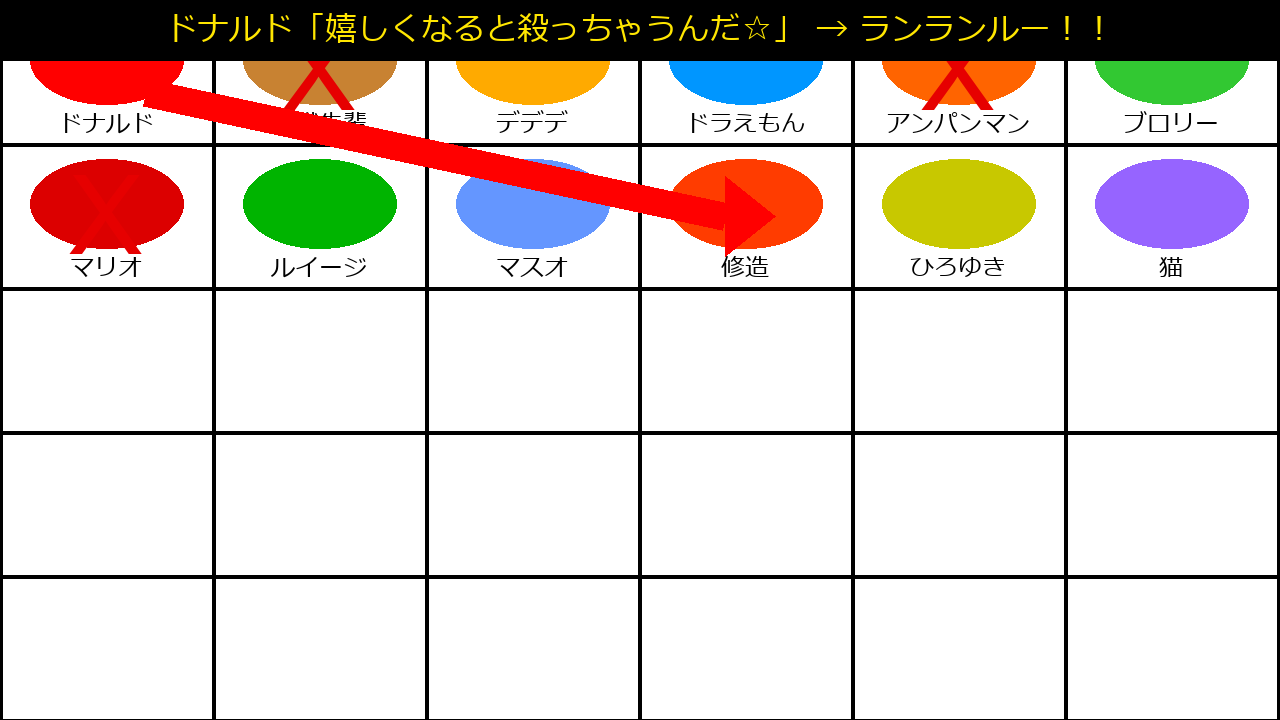 ドナルド「嬉しくなると殺っちゃうんだ☆」 → ランランルー！！
ドナルド
先輩
デデデ
ドラえもん
アンパンマン
ブロリー
マリオ
ルイージ
マスオ
修造
ひろゆき
猫